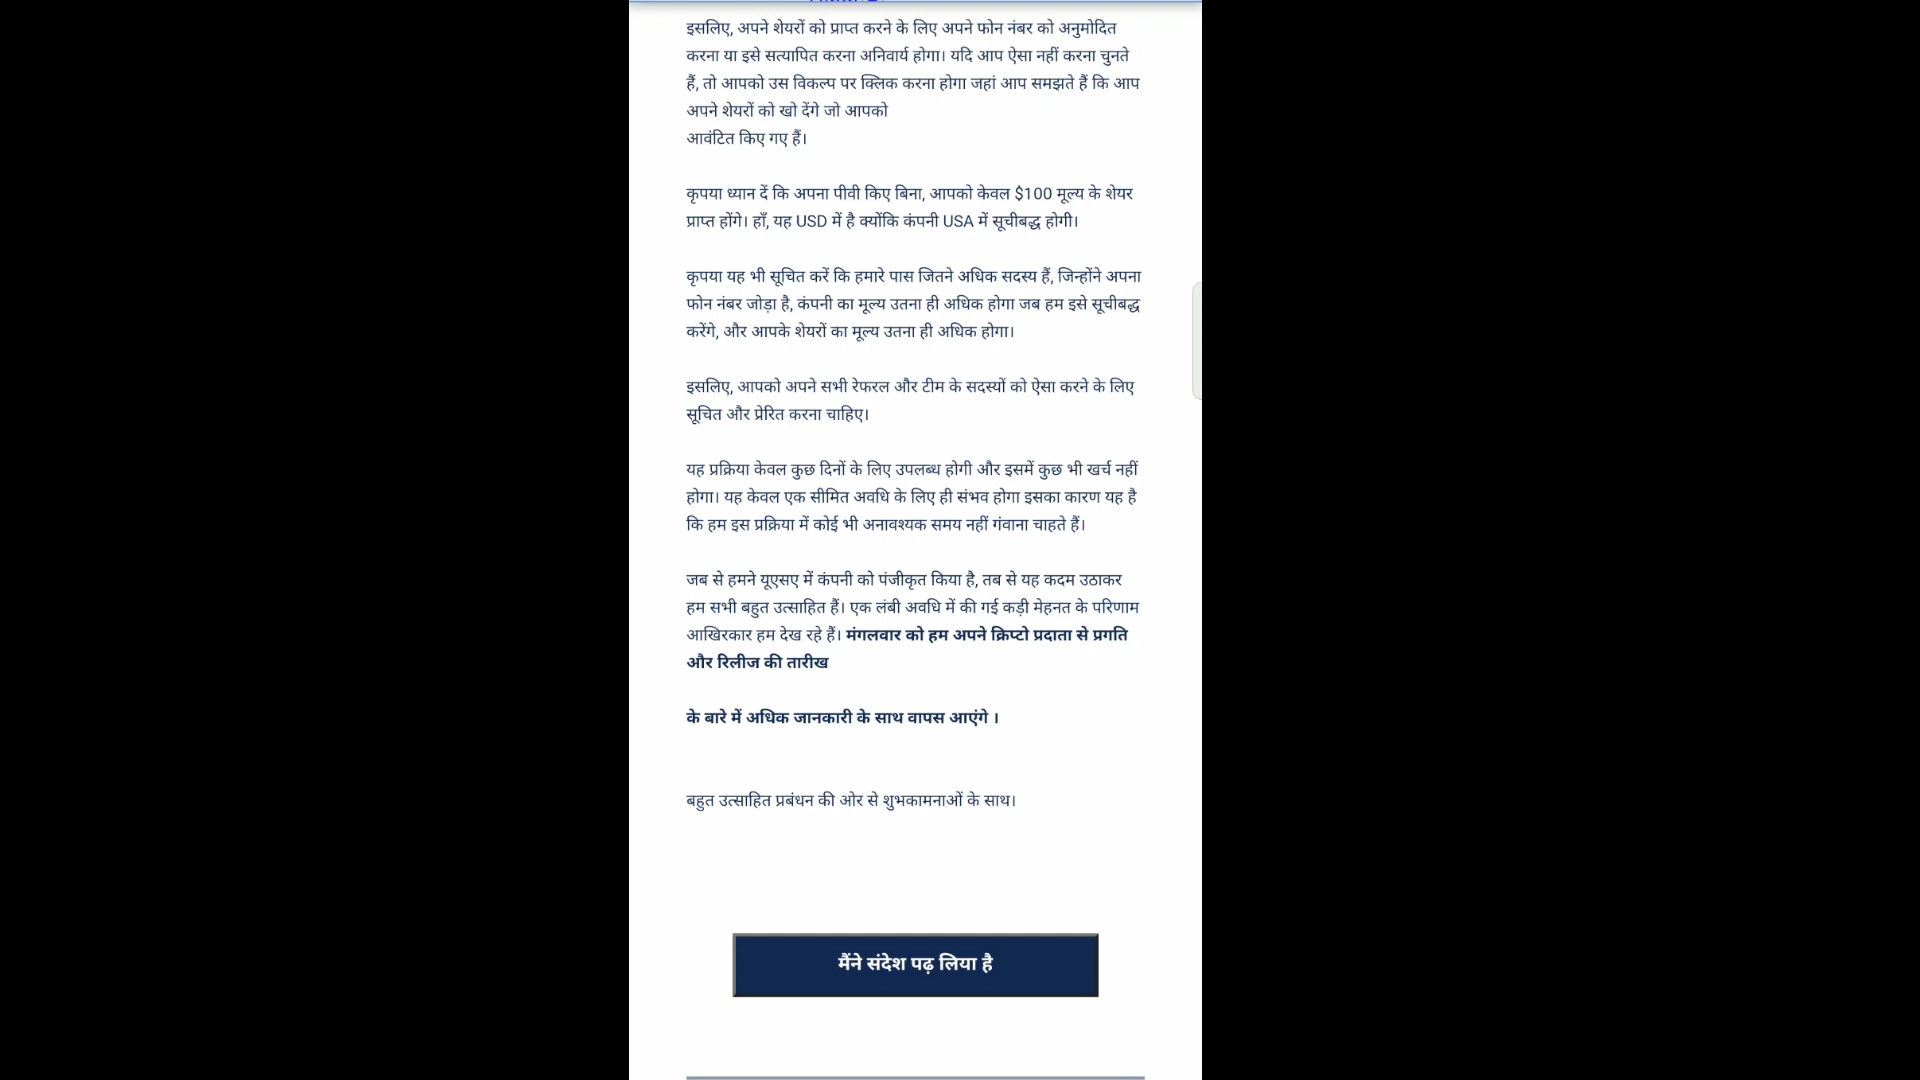 इसलिए, अपने शेयरों को प्राप्त करने के लिए अपने फोन नंबर को अनुमोदित
करना या इसे सत्यापित करना अनिवार्य होगा। यदि आप ऐसा नहीं करना चुनते
हैं, तो आपको उस विकल्प पर क्लिक करना होगा जहां आप समझते हैं कि आप
अपने शेयरों को खो देंगे जो आपको
आवंटित किए गए हैं।
कृपया ध्यान दें कि अपना पीवी किए बिना, आपको केवल $100 मूल्य के शेयर
प्राप्त होंगे। हाँ, यह USD में है क्योंकि कंपनी USA में सूचीबद्ध होगी।
कृपया यह भी सूचित करें कि हमारे पास जितने अधिक सदस्य हैं, जिन्होंने अपना
फोन नंबर जोड़ा है, कंपनी का मूल्य उतना ही अधिक होगा जब हम इसे सूचीबद्ध
करेंगे, और आपके शेयरों का मूल्य उतना ही अधिक होगा।
इसलिए, आपको अपने सभी रेफरल और टीम के सदस्यों को ऐसा करने के लिए
सूचित और प्रेरित करना चाहिए।
यह प्रक्रिया केवल कुछ दिनों के लिए उपलब्ध होगी और इसमें कुछ भी खर्च नहीं
होगा। यह केवल एक सीमित अवधि के लिए ही संभव होगा इसका कारण यह है
कि हम इस प्रक्रिया में कोई भी अनावश्यक समय नहीं गंवाना चाहते हैं।
जब से हमने यूएसए में कंपनी को पंजीकृत किया है, तब से यह कदम उठाकर
हम सभी बहुत उत्साहित हैं। एक लंबी अवधि में की गई कड़ी मेहनत के परिणाम
आखिरकार हम देख रहे हैं। मंगलवार को हम अपने क्रिप्टो प्रदाता से प्रगति
और रिलीज की तारीख
के बारे में अधिक जानकारी के साथ वापस आएंगे ।
बहुत उत्साहित प्रबंधन की ओर से शुभकामनाओं के साथ।
मैंने संदेश पढ़ लिया है